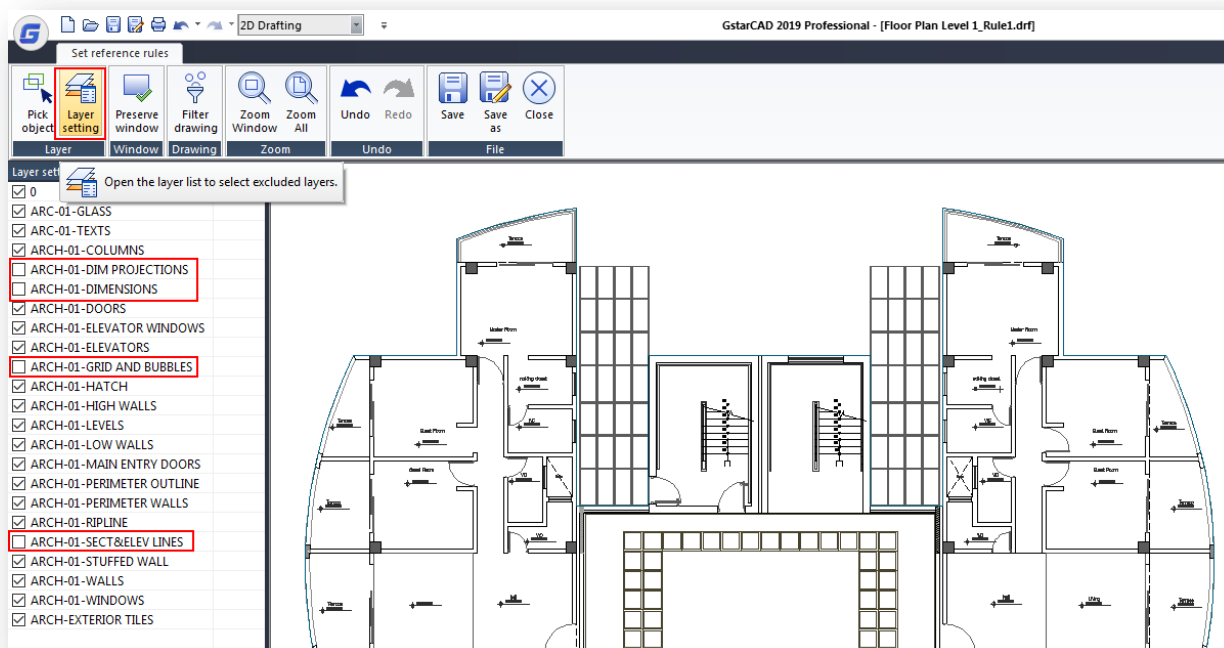 2D Drafting
GstarCAD 2019 Professional - [Floor Plan Level 1_Rule1.drf]
Set reference rules
Pick object
Layer setting
Preserve window
Filter drawing
Zoom Window
Zoom All
Undo
Redo
Save
Save as
Close
Layer
Window
Drawing
Zoom
Undo
File
Layer sett
Open the layer list to select excluded layers.
0
ARC-01-GLASS
ARC-01-TEXTS
ARCH-01-COLUMNS
ARCH-01-DIM PROJECTIONS
ARCH-01-DIMENSIONS
ARCH-01-DOORS
ARCH-01-ELEVATOR WINDOWS
ARCH-01-ELEVATORS
ARCH-01-GRID AND BUBBLES
ARCH-01-HATCH
ARCH-01-HIGH WALLS
ARCH-01-LEVELS
ARCH-01-LOW WALLS
ARCH-01-MAIN ENTRY DOORS
ARCH-01-PERIMETER OUTLINE
ARCH-01-PERIMETER WALLS
ARCH-01-RIPLINE
ARCH-01-SECT&ELEV LINES
ARCH-01-STUFFED WALL
ARCH-01-WALLS
ARCH-01-WINDOWS
ARCH-EXTERIOR TILES